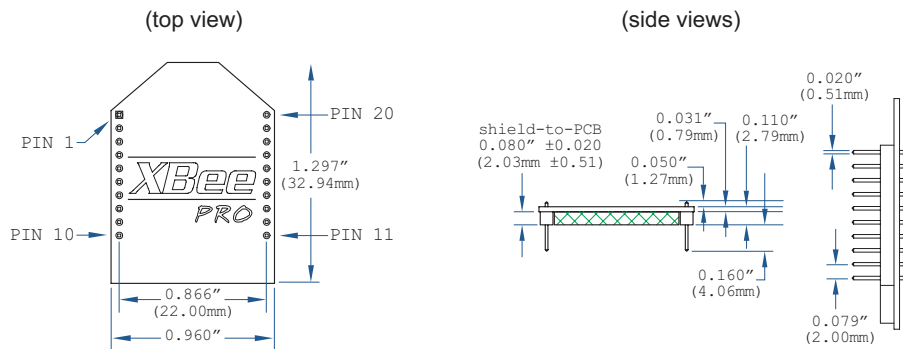 (top view)
(side views)
PIN 1
PIN 20
XBee
PRO
PIN 10
PIN 11
1.297″
(32.94mm)
0.866″
(22.00mm)
0.960″
shield-to-PCB
0.080″ ±0.020
(2.03mm ±0.51)
0.050″
(1.27mm)
0.031″
(0.79mm)
0.110″
(2.79mm)
0.160″
(4.06mm)
0.020″
(0.51mm)
0.079″
(2.00mm)